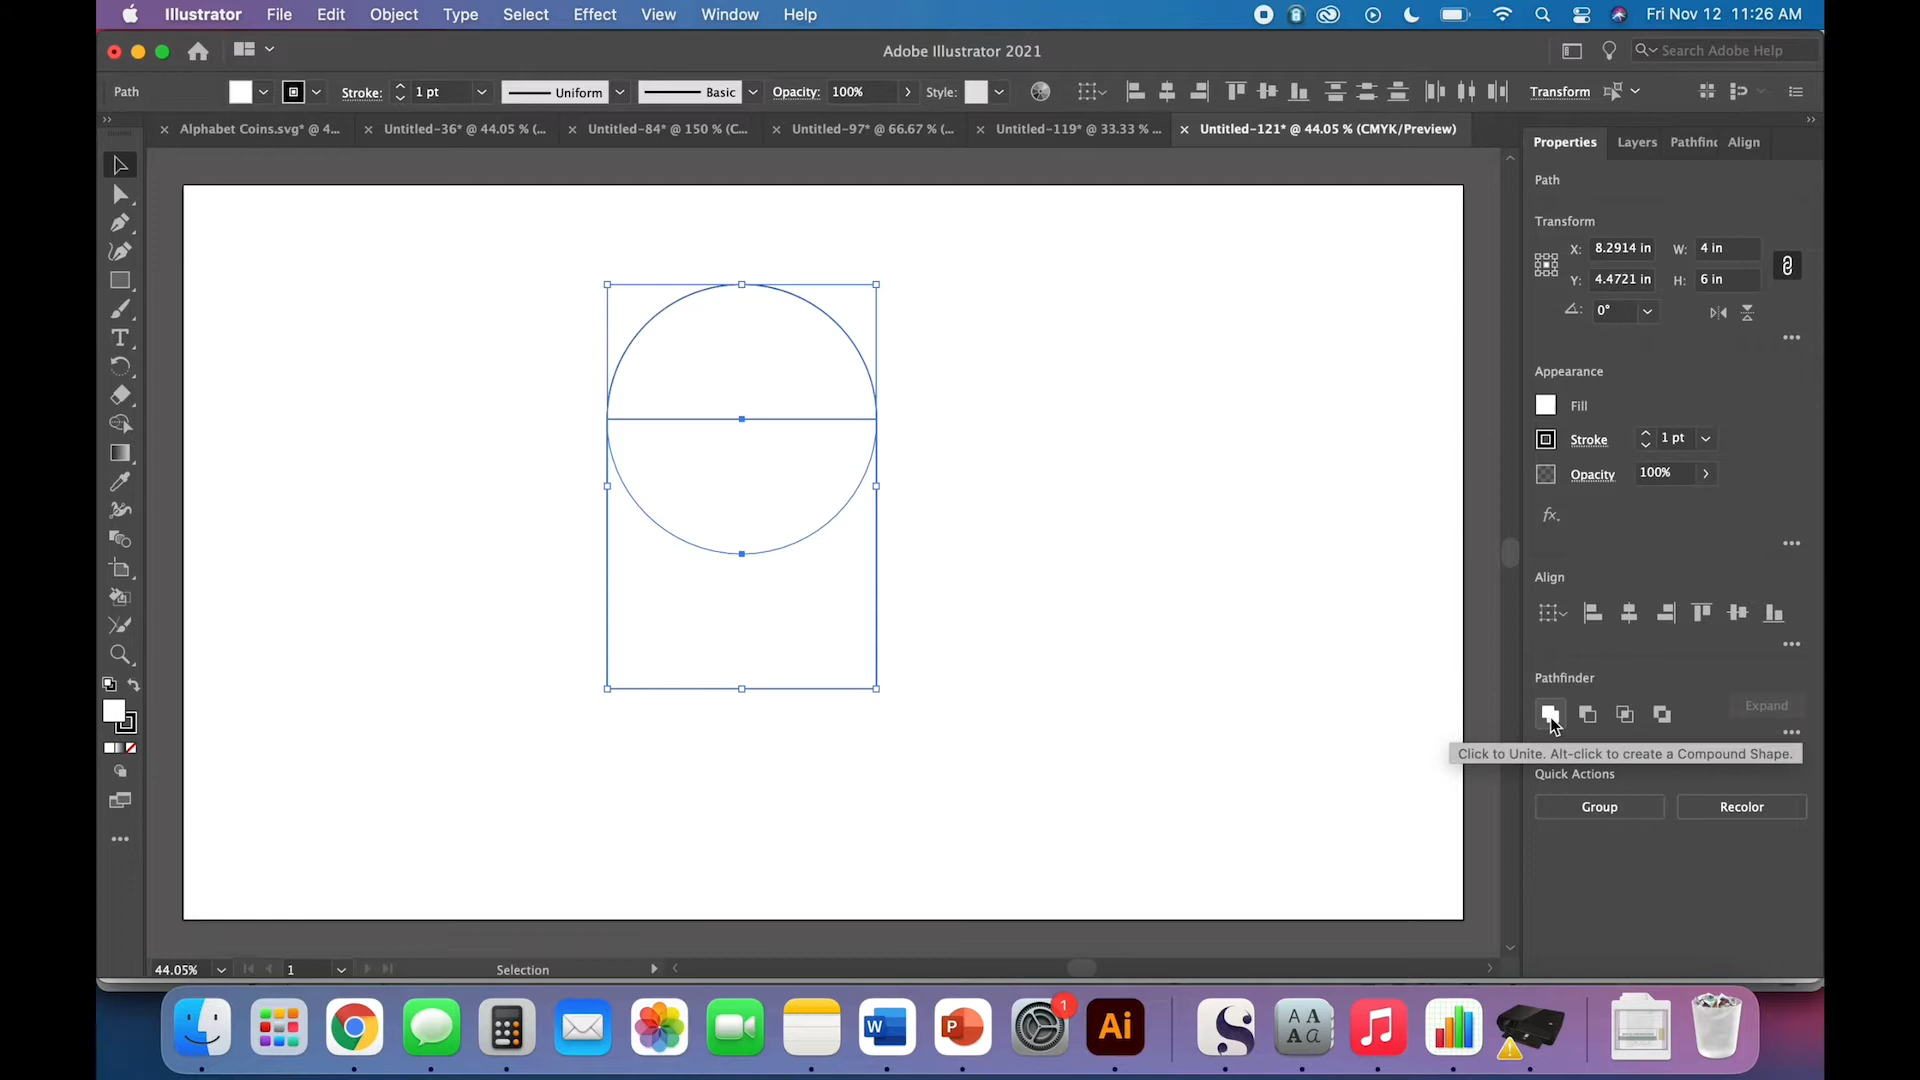 Illustrator File Edit Object Type Select Effect View Window Help Fri Nov 12 11:26 AM
Adobe Illustrator 2021 Search Adobe Help
Path Stroke: 1 pt Uniform Basic Opacity: 100% Style: Transform
Alphabet Coins.svg* @ 4... Untitled-36* @ 44.05 % (... Untitled-84* @ 150 % (C... Untitled-97* @ 66.67 % (... Untitled-119* @ 33.33 % ... Untitled-121* @ 44.05 % (CMYK/Preview)
Properties Layers Pathfinc Align
Path
Transform
X: 8.2914 in W: 4 in
Y: 4.4721 in H: 6 in
0°
Appearance
Fill
Stroke 1 pt
Opacity 100%
fx.
Align
Pathfinder
Expand
Click to Unite. Alt-click to create a Compound Shape.
Quick Actions
Group Recolor
44.05% 1 Selection
1
W P Ai
A A
A a